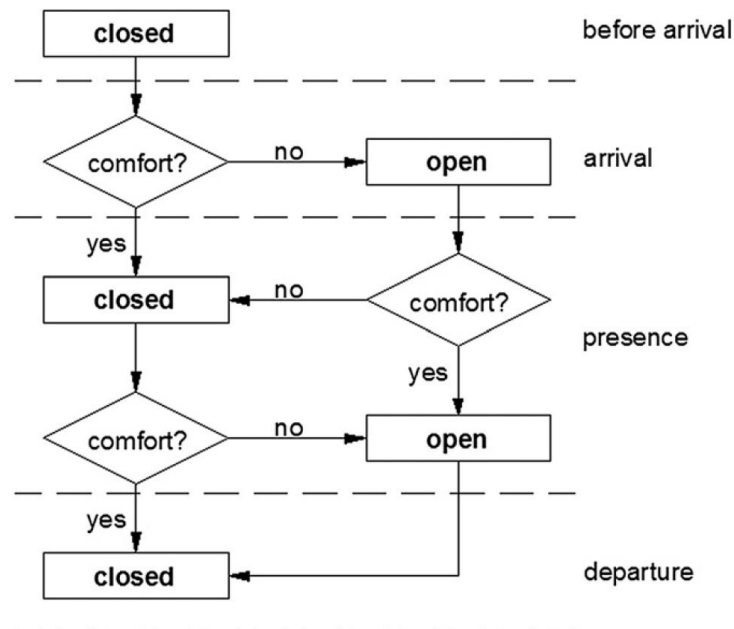 closed
before arrival
comfort?
no
open
arrival
yes
closed
no
comfort?
presence
yes
comfort?
no
open
yes
closed
departure